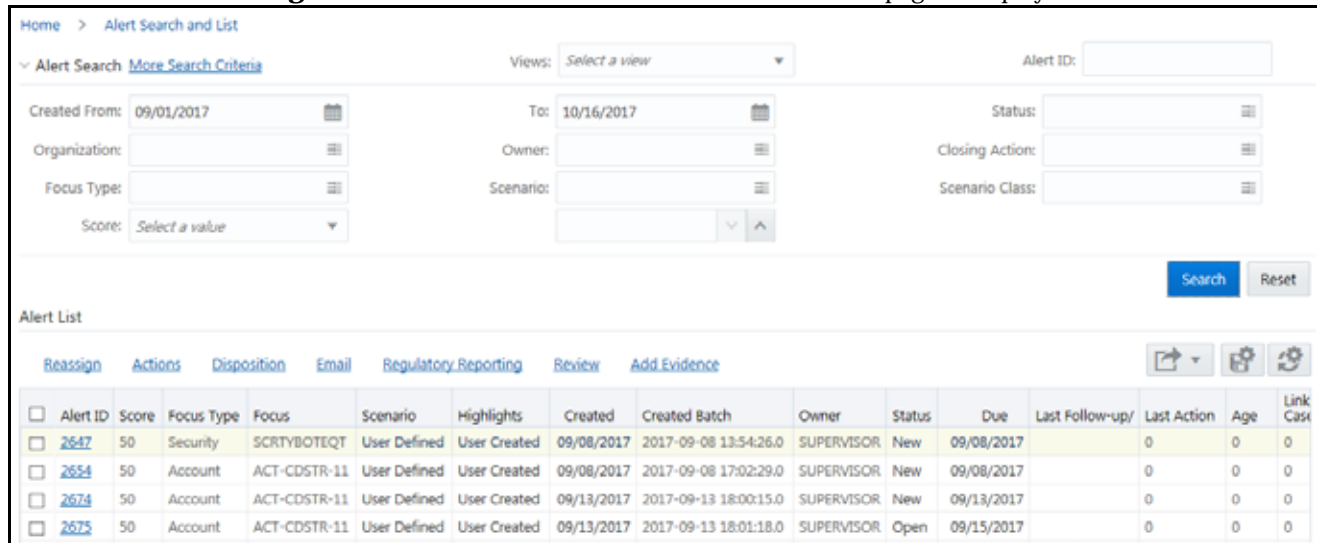 Home > Alert Search and List
Alert Search More Search Criteria Views: Select a view Alert ID:
Created From: 09/01/2017 To: 10/16/2017 Status:
Organization: Owner: Closing Action:
Focus Type: Scenario: Scenario Class:
Score: Select a value
Search Reset
Alert List
Reassign Actions Disposition Email Regulatory Reporting Review Add Evidence
Alert ID Score Focus Type Focus Scenario Highlights Created Created Batch Owner Status Due Last Follow-up/ Last Action Age Link Case
2647 50 Security SCRTYBOTEQT User Defined User Created 09/08/2017 2017-09-08 13:54:26.0 SUPERVISOR New 09/08/2017 0 0 0
2654 50 Account ACT-CDSTR-11 User Defined User Created 09/08/2017 2017-09-08 17:02:29.0 SUPERVISOR New 09/08/2017 0 0 0
2674 50 Account ACT-CDSTR-11 User Defined User Created 09/13/2017 2017-09-13 18:00:15.0 SUPERVISOR New 09/13/2017 0 0 0
2675 50 Account ACT-CDSTR-11 User Defined User Created 09/13/2017 2017-09-13 18:01:18.0 SUPERVISOR Open 09/15/2017 0 0 0